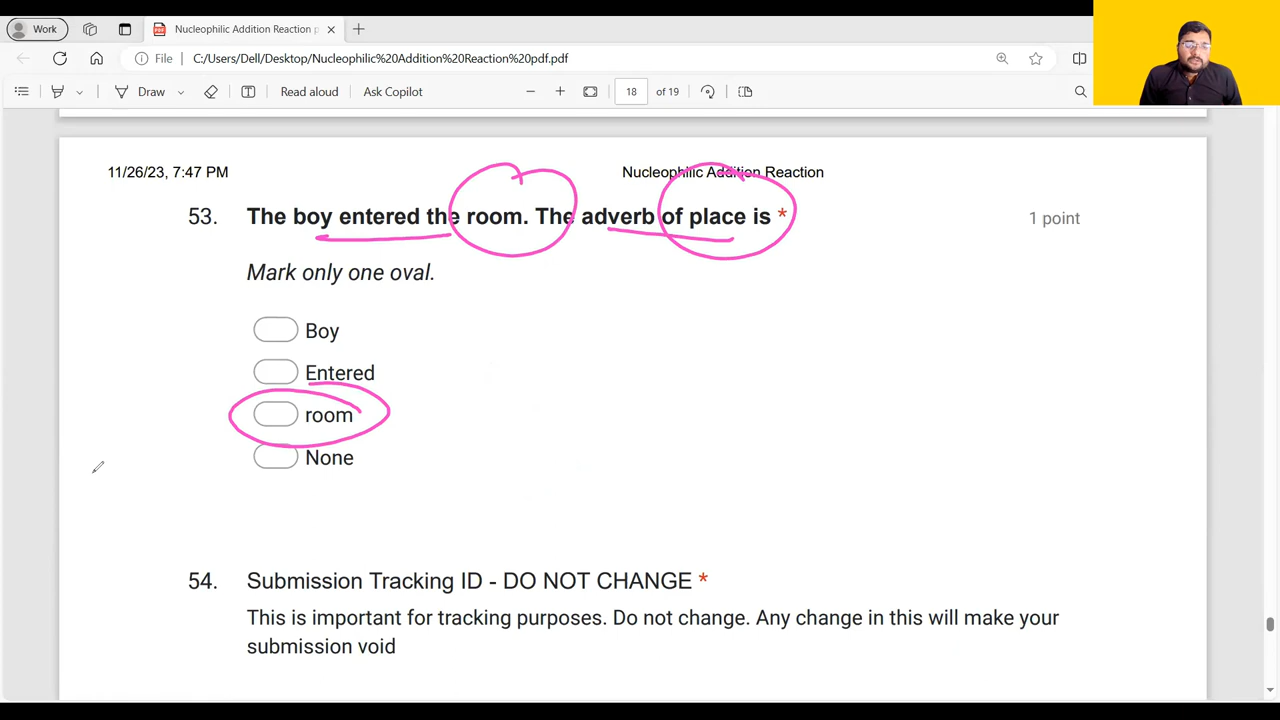 Work
Nucleophilic Addition Reaction p
File
C:/Users/Dell/Desktop/Nucleophilic%20Addition%20Reaction%20pdf.pdf
Draw
Read aloud
Ask Copilot
18 of 19
11/26/23, 7:47 PM
Nucleophilic Addition Reaction
53. The boy entered the room. The adverb of place is *
1 point
Mark only one oval.
Boy
Entered
room
None
54. Submission Tracking ID - DO NOT CHANGE *
This is important for tracking purposes. Do not change. Any change in this will make your
submission void